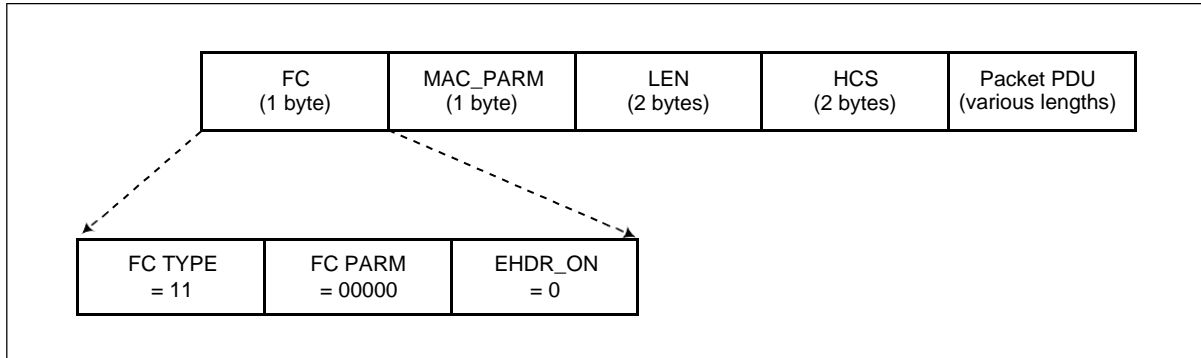 FC
(1 byte)
MAC_PARM
(1 byte)
LEN
(2 bytes)
HCS
(2 bytes)
Packet PDU
(various lengths)
FC TYPE
= 11
FC PARM
= 00000
EHDR_ON
= 0